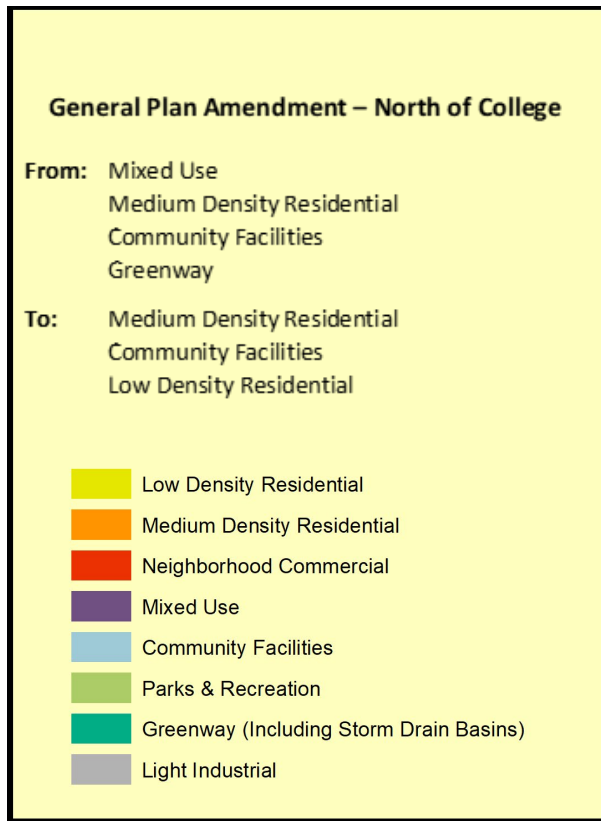 General Plan Amendment – North of College
From: Mixed Use
Medium Density Residential
Community Facilities
Greenway
To: Medium Density Residential
Community Facilities
Low Density Residential
Low Density Residential
Medium Density Residential
Neighborhood Commercial
Mixed Use
Community Facilities
Parks & Recreation
Greenway (Including Storm Drain Basins)
Light Industrial